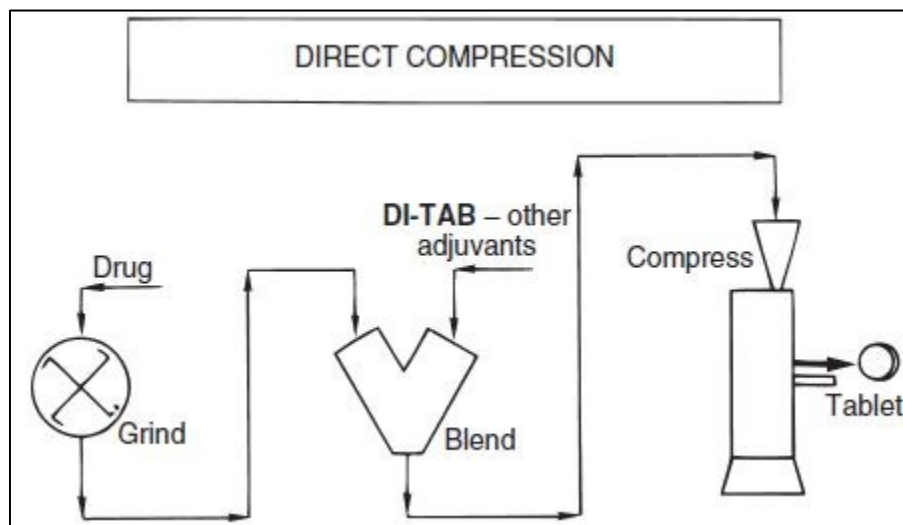 DIRECT COMPRESSION
DI-TAB – other
adjuvants
Drug
Compress
Grind
Blend
Tablet